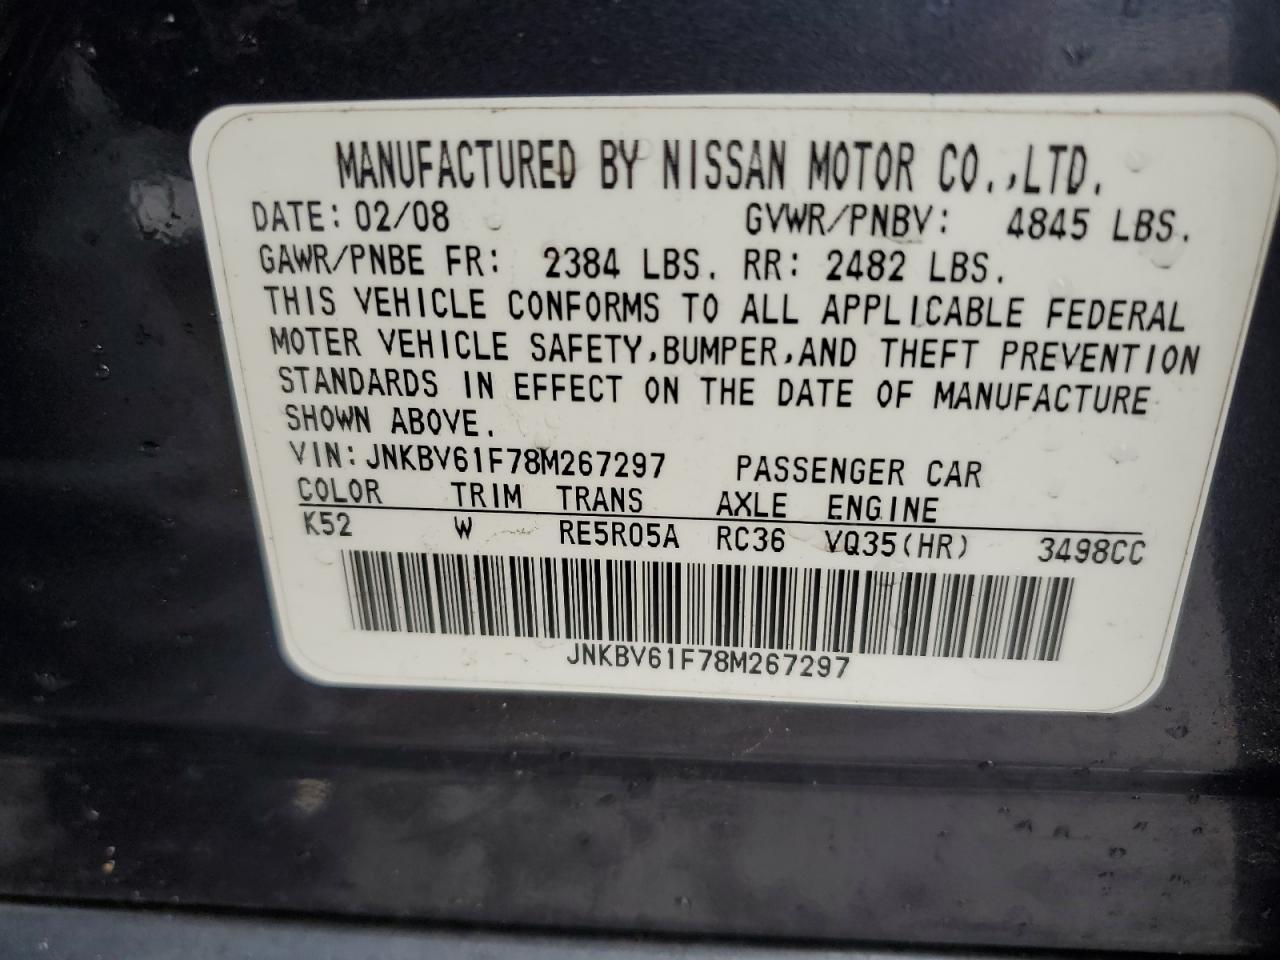 MANUFACTURED BY NISSAN MOTOR CO.,LTD.
DATE: 02/08 GVWR/PNBV: 4845 LBS.
GAWR/PNBE FR: 2384 LBS. RR: 2482 LBS.
THIS VEHICLE CONFORMS TO ALL APPLICABLE FEDERAL
MOTER VEHICLE SAFETY,BUMPER,AND THEFT PREVENTION
STANDARDS IN EFFECT ON THE DATE OF MANUFACTURE
SHOWN ABOVE.
VIN: JNKBV61F78M267297 PASSENGER CAR
COLOR TRIM TRANS AXLE ENGINE
K52 W RE5R05A RC36 VQ35(HR) 3498CC
JNKBV61F78M267297